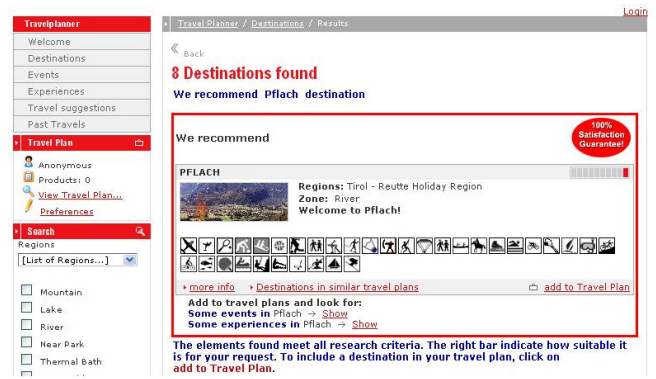 Login
Travelplanner
Welcome
Destinations
Events
Experiences
Travel suggestions
Past Travels
Travel Plan
Anonymous
Products: 0
View Travel Plan...
Preferences
Search
Regions
[List of Regions...]
Mountain
Lake
River
Near Park
Thermal Bath
Travel Planner / Destinations / Results
Back
8 Destinations found
We recommend Pflach destination
We recommend
100%
Satisfaction
Guarantee!
PFLACH
Regions: Tirol - Reutte Holiday Region
Zone: River
Welcome to Pflach!
more info
Destinations in similar travel plans
add to Travel Plan
Add to travel plans and look for:
Some events in Pflach → Show
Some experiences in Pflach → Show
The elements found meet all research criteria. The right bar indicate how suitable it
is for your request. To include a destination in your travel plan, click on
add to Travel Plan.